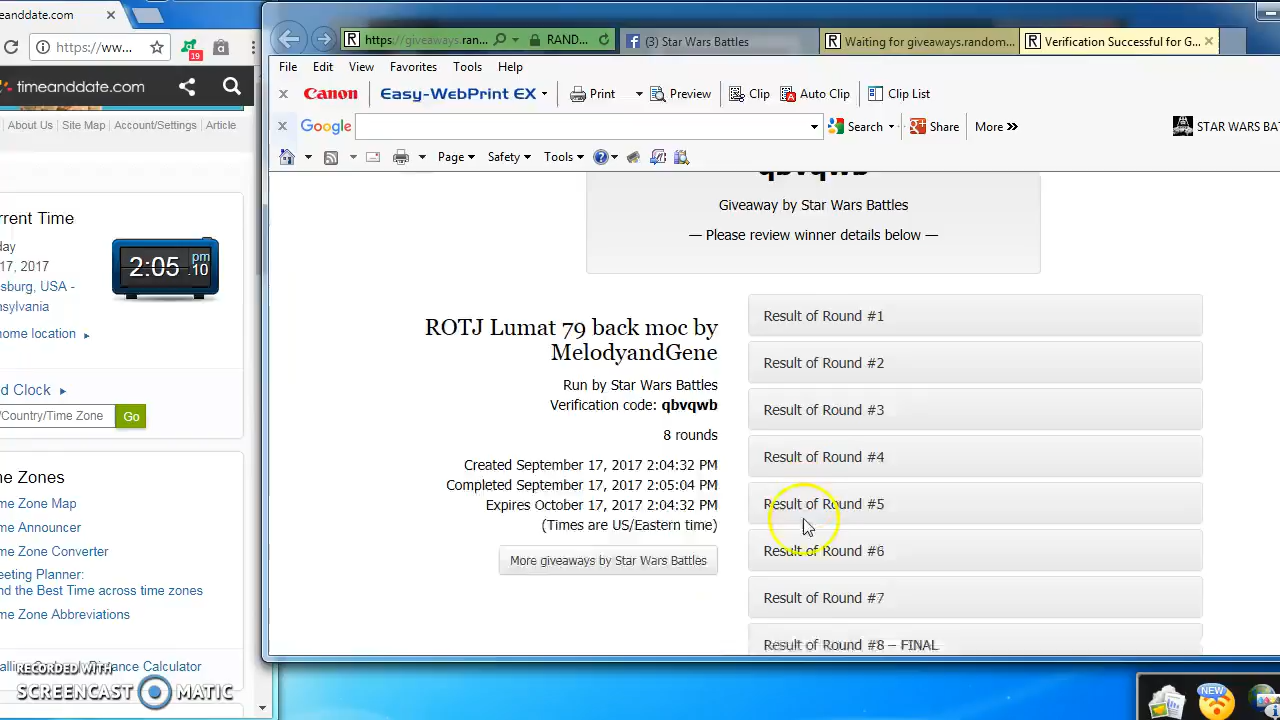 eanddate.com
https://www...
19
timeanddate.com
About Us Site Map Account/Settings Article
rrent Time
day
17, 2017
sburg, USA -
nsylvania
home location
2:05 pm .10
d Clock
/Country/Time Zone Go
me Zones
me Zone Map
me Announcer
me Zone Converter
eeting Planner:
nd the Best Time across time zones
me Zone Abbreviations
RECORDED WITH
SCREENCAST MATIC
https://giveaways.ran...
RAND...
(3) Star Wars Battles
Waiting for giveaways.random...
Verification Successful for G...
File Edit View Favorites Tools Help
Canon Easy-WebPrint EX Print Preview Clip Auto Clip Clip List
Google Search Share More »
STAR WARS BAT
Page Safety Tools
qbvqwb
Giveaway by Star Wars Battles
— Please review winner details below —
ROTJ Lumat 79 back moc by
MelodyandGene
Run by Star Wars Battles
Verification code: qbvqwb
8 rounds
Created September 17, 2017 2:04:32 PM
Completed September 17, 2017 2:05:04 PM
Expires October 17, 2017 2:04:32 PM
(Times are US/Eastern time)
More giveaways by Star Wars Battles
Result of Round #1
Result of Round #2
Result of Round #3
Result of Round #4
Result of Round #5
Result of Round #6
Result of Round #7
Result of Round #8 – FINAL
NEW